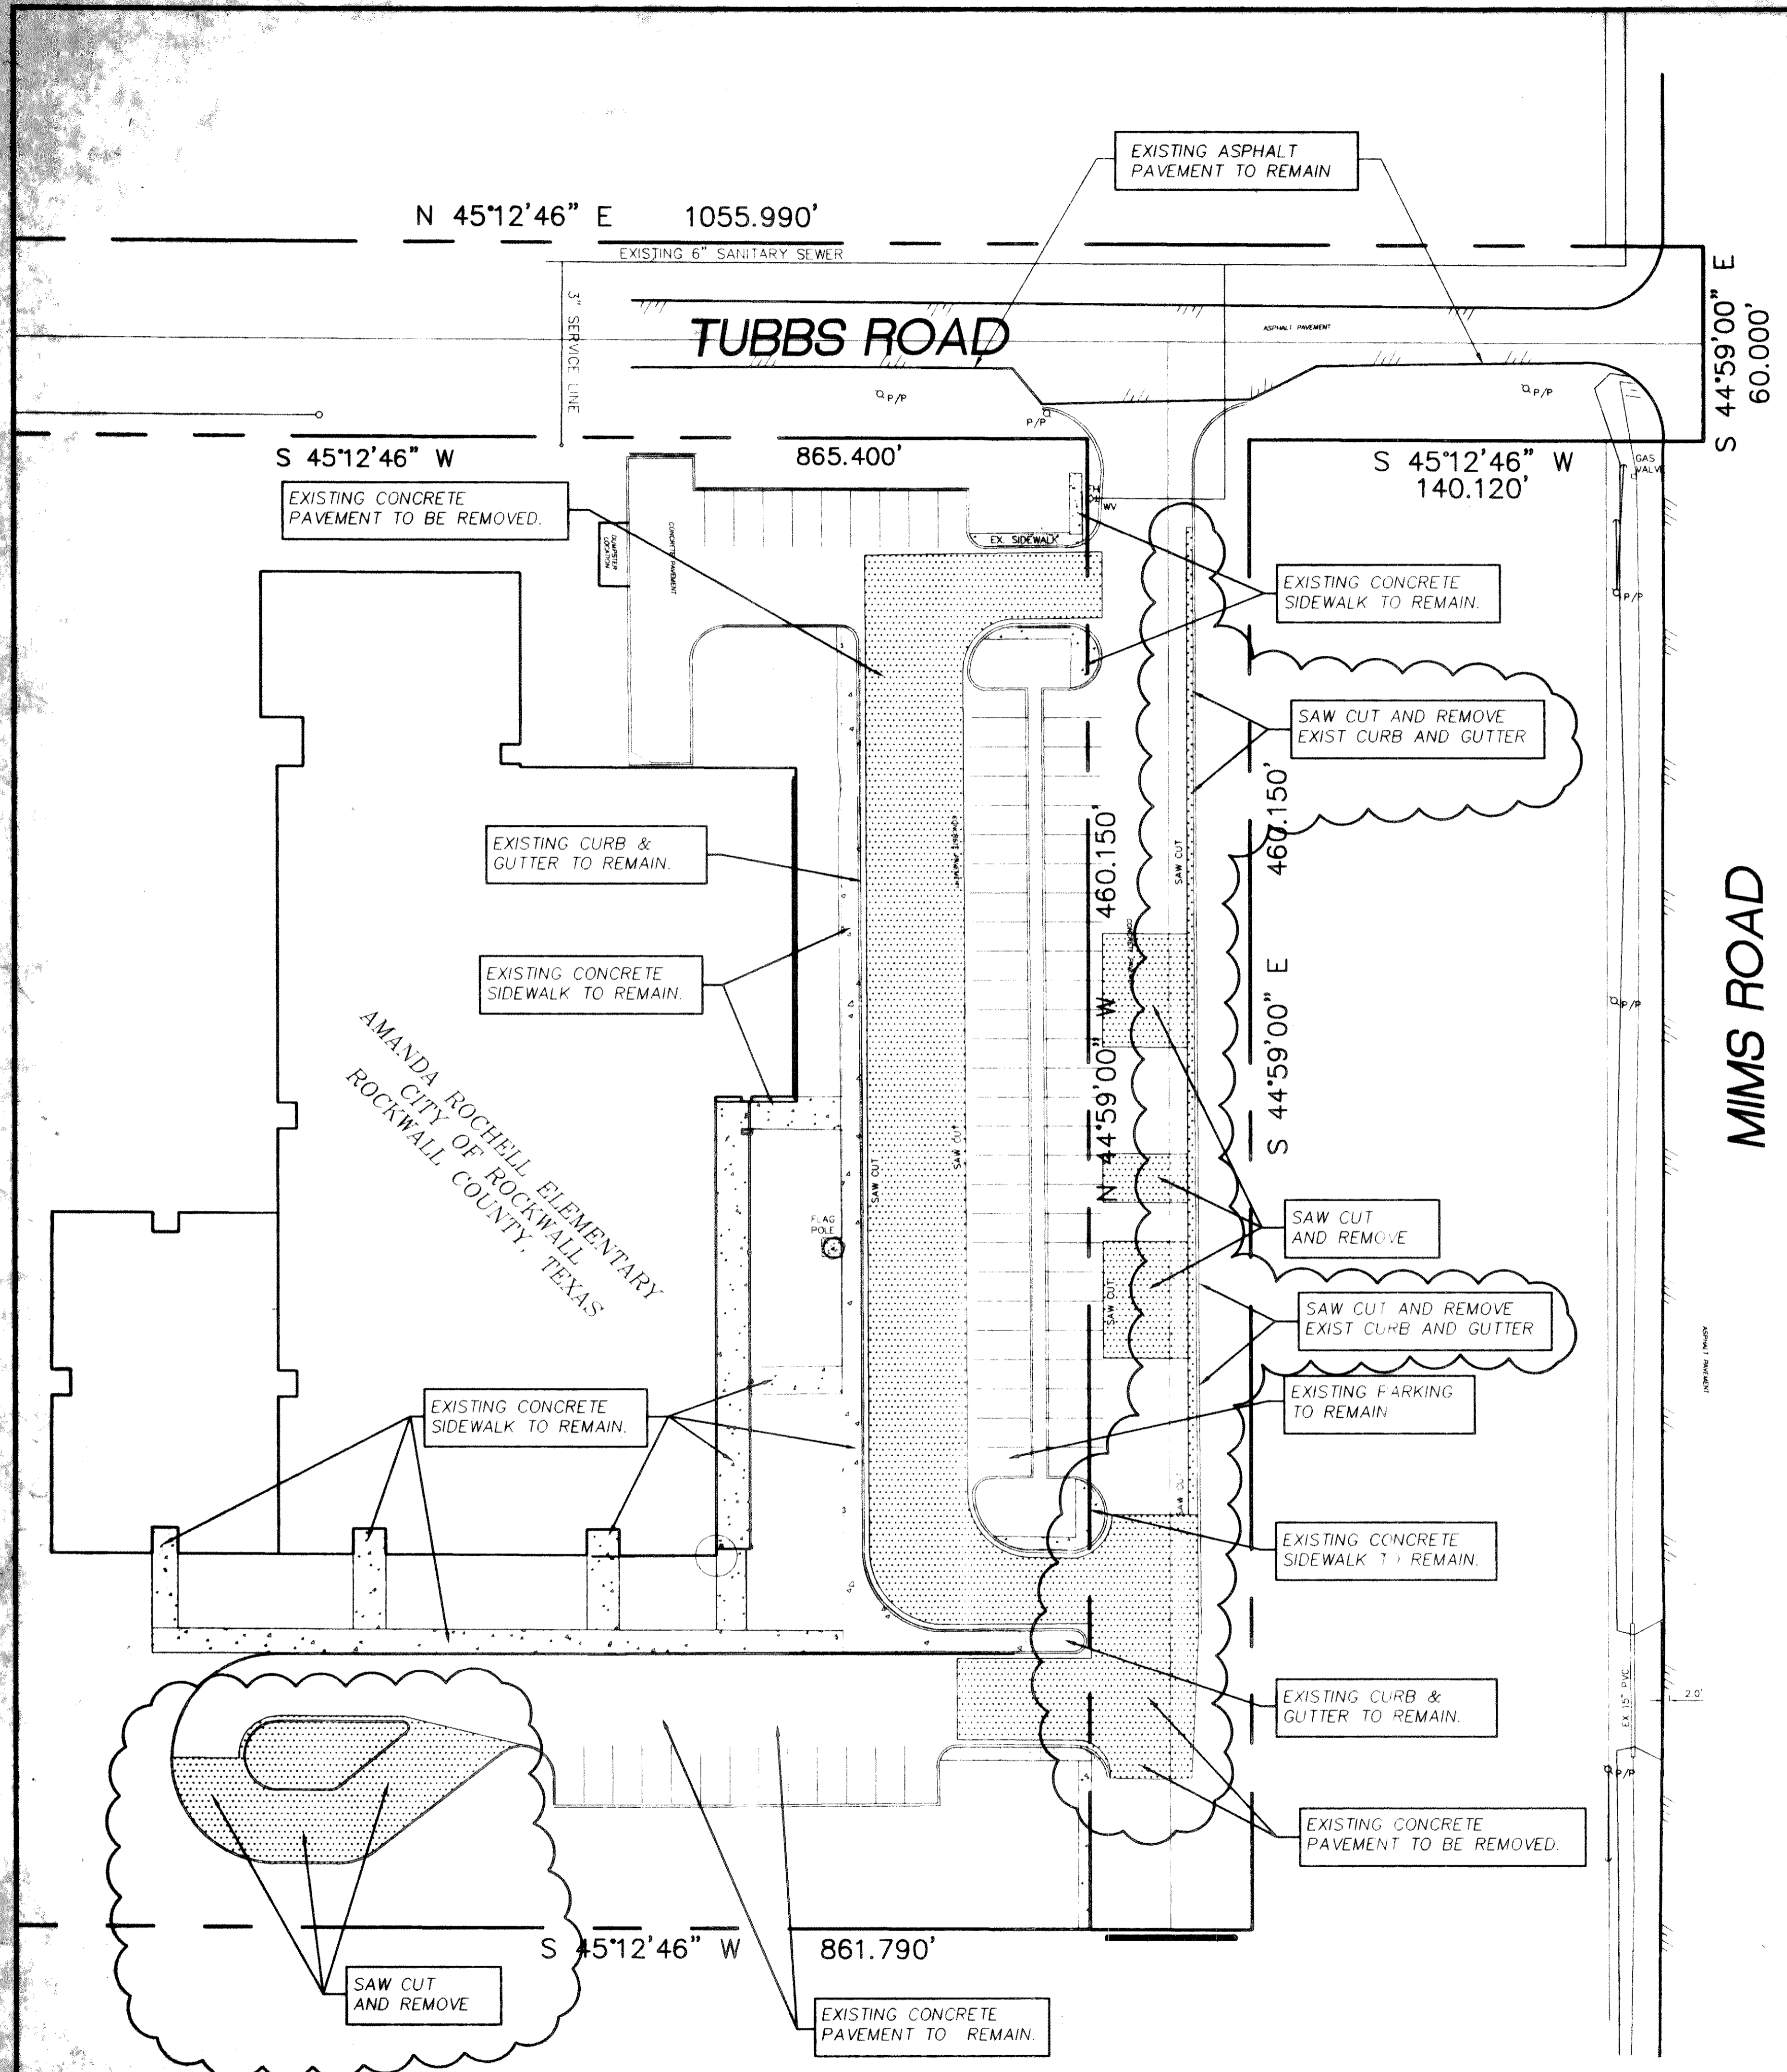 EXISTING ASPHALT
PAVEMENT TO REMAIN
N 45°12'46" E 1055.990'
EXISTING 6" SANITARY SEWER
3" SERVICE LINE
TUBBS ROAD
ASPHALT PAVEMENT
S 44°59'00" E
60.000'
P/P
P/P
P/P
S 45°12'46" W 865.400'
S 45°12'46" W
140.120'
GAS
VALVE
EXISTING CONCRETE
PAVEMENT TO BE REMOVED.
DUMPSTER
LOCATION
CONCRETE PAVEMENT
FH
WV
EX. SIDEWALK
EXISTING CONCRETE
SIDEWALK TO REMAIN.
P/P
SAW CUT AND REMOVE
EXIST CURB AND GUTTER
EXISTING CURB &
GUTTER TO REMAIN.
SAW CUT
N 44°59'00" W 460.150'
S 44°59'00" E 460.150'
MIMS ROAD
EXISTING CONCRETE
SIDEWALK TO REMAIN.
P/P
AMANDA ROCHELL ELEMENTARY
CITY OF ROCKWALL
ROCKWALL COUNTY, TEXAS
SAW CUT
SAW CUT
FLAG
POLE
SAW CUT
AND REMOVE
SAW CUT
SAW CUT AND REMOVE
EXIST CURB AND GUTTER
ASPHALT PAVEMENT
EXISTING PARKING
TO REMAIN
EXISTING CONCRETE
SIDEWALK TO REMAIN.
SAW CUT
EXISTING CONCRETE
SIDEWALK TO REMAIN.
EXISTING CURB &
GUTTER TO REMAIN.
EX 15" PVC
2.0'
P/P
EXISTING CONCRETE
PAVEMENT TO BE REMOVED.
S 45°12'46" W 861.790'
SAW CUT
AND REMOVE
EXISTING CONCRETE
PAVEMENT TO REMAIN.